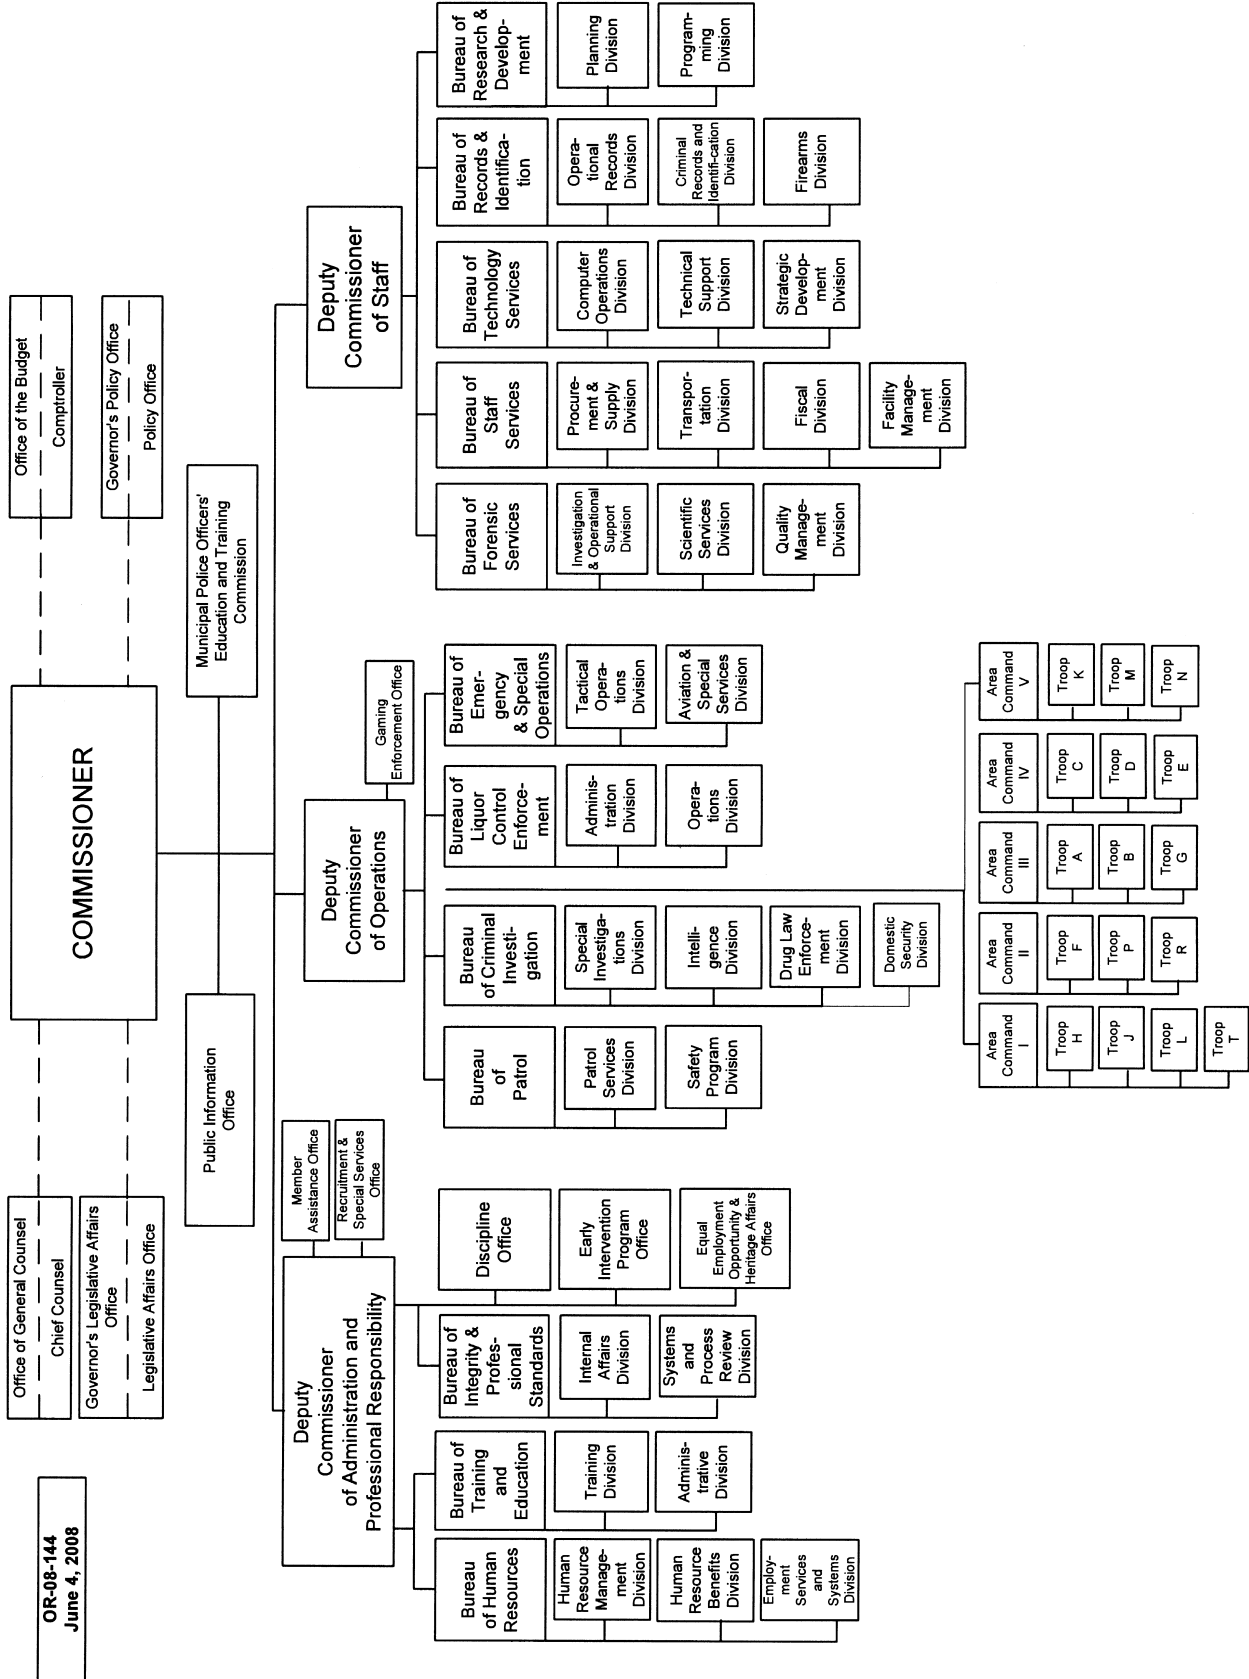 OR-08-144
June 4, 2008
Office of General Counsel
Chief Counsel
Governor's Legislative Affairs
Office
Legislative Affairs Office
COMMISSIONER
Office of the Budget
Comptroller
Governor's Policy Office
Policy Office
Public Information
Office
Municipal Police Officers'
Education and Training
Commission
Deputy
Commissioner
of Administration and
Professional Responsibility
Member
Assistance Office
Recruitment &
Special Services
Office
Bureau
of Human
Resources
Human
Resource
Manage-
ment
Division
Human
Resource
Benefits
Division
Employ-
ment
Services
and
Systems
Division
Bureau of
Training
and
Education
Training
Division
Adminis-
trative
Division
Bureau of
Integrity &
Profes-
sional
Standards
Internal
Affairs
Division
Systems
and
Process
Review
Division
Discipline
Office
Early
Intervention
Program
Office
Equal
Employment
Opportunity &
Heritage Affairs
Office
Deputy
Commissioner
of Operations
Gaming
Enforcement Office
Bureau
of
Patrol
Patrol
Services
Division
Safety
Program
Division
Bureau
of Criminal
Investi-
gation
Special
Investiga-
tions
Division
Intelli-
gence
Division
Drug Law
Enforce-
ment
Division
Domestic
Security
Division
Bureau of
Liquor
Control
Enforce-
ment
Adminis-
tration
Division
Opera-
tions
Division
Bureau of
Emer-
gency
& Special
Operations
Tactical
Opera-
tions
Division
Aviation &
Special
Services
Division
Area
Command
I
Troop
H
Troop
J
Troop
L
Troop
T
Area
Command
II
Troop
F
Troop
P
Troop
R
Area
Command
III
Troop
A
Troop
B
Troop
G
Area
Command
IV
Troop
C
Troop
D
Troop
E
Area
Command
V
Troop
K
Troop
M
Troop
N
Deputy
Commissioner
of Staff
Bureau of
Forensic
Services
Investigation
& Operational
Support
Division
Scientific
Services
Division
Quality
Manage-
ment
Division
Bureau of
Staff
Services
Procure-
ment &
Supply
Division
Transpor-
tation
Division
Fiscal
Division
Facility
Manage-
ment
Division
Bureau of
Technology
Services
Computer
Operations
Division
Technical
Support
Division
Strategic
Develop-
ment
Division
Bureau of
Records &
Identifica-
tion
Opera-
tional
Records
Division
Criminal
Records and
Identifi-cation
Division
Firearms
Division
Bureau of
Research &
Develop-
ment
Planning
Division
Program-
ming
Division